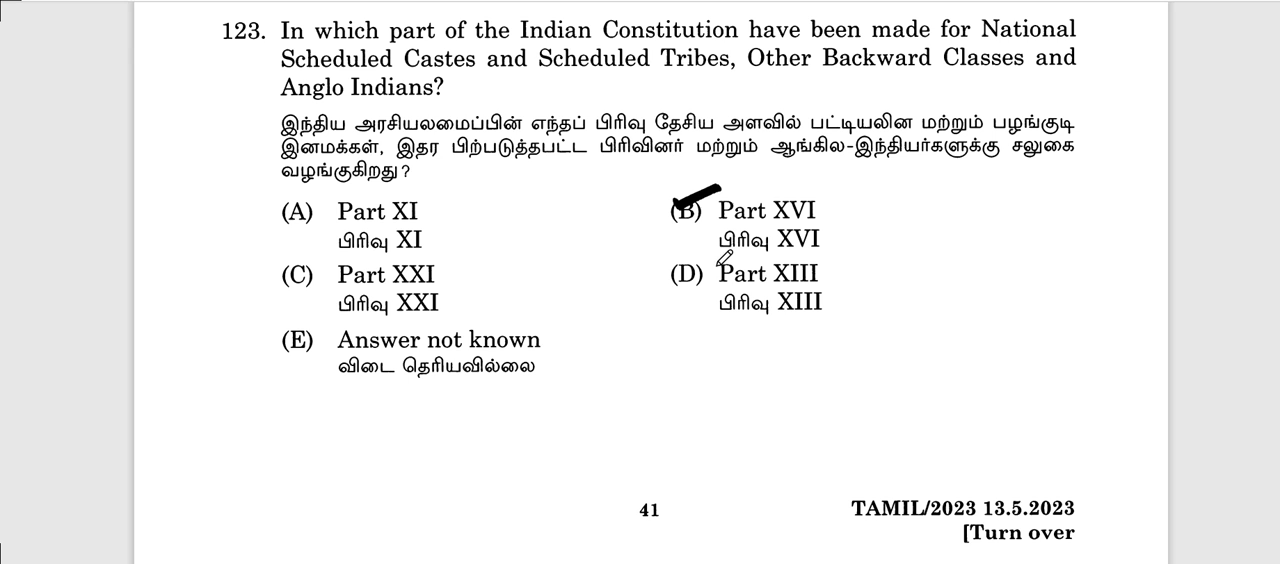 123. In which part of the Indian Constitution have been made for National
Scheduled Castes and Scheduled Tribes, Other Backward Classes and
Anglo Indians?
இந்திய அரசியலமைப்பின் எந்தப் பிரிவு தேசிய அளவில் பட்டியலின மற்றும் பழங்குடி
இனமக்கள், இதர பிற்படுத்தபட்ட பிரிவினர் மற்றும் ஆங்கில-இந்தியர்களுக்கு சலுகை
வழங்குகிறது?
(A) Part XI (B) Part XVI
பிரிவு XI பிரிவு XVI
(C) Part XXI (D) Part XIII
பிரிவு XXI பிரிவு XIII
(E) Answer not known
விடை தெரியவில்லை
41 TAMIL/2023 13.5.2023
[Turn over